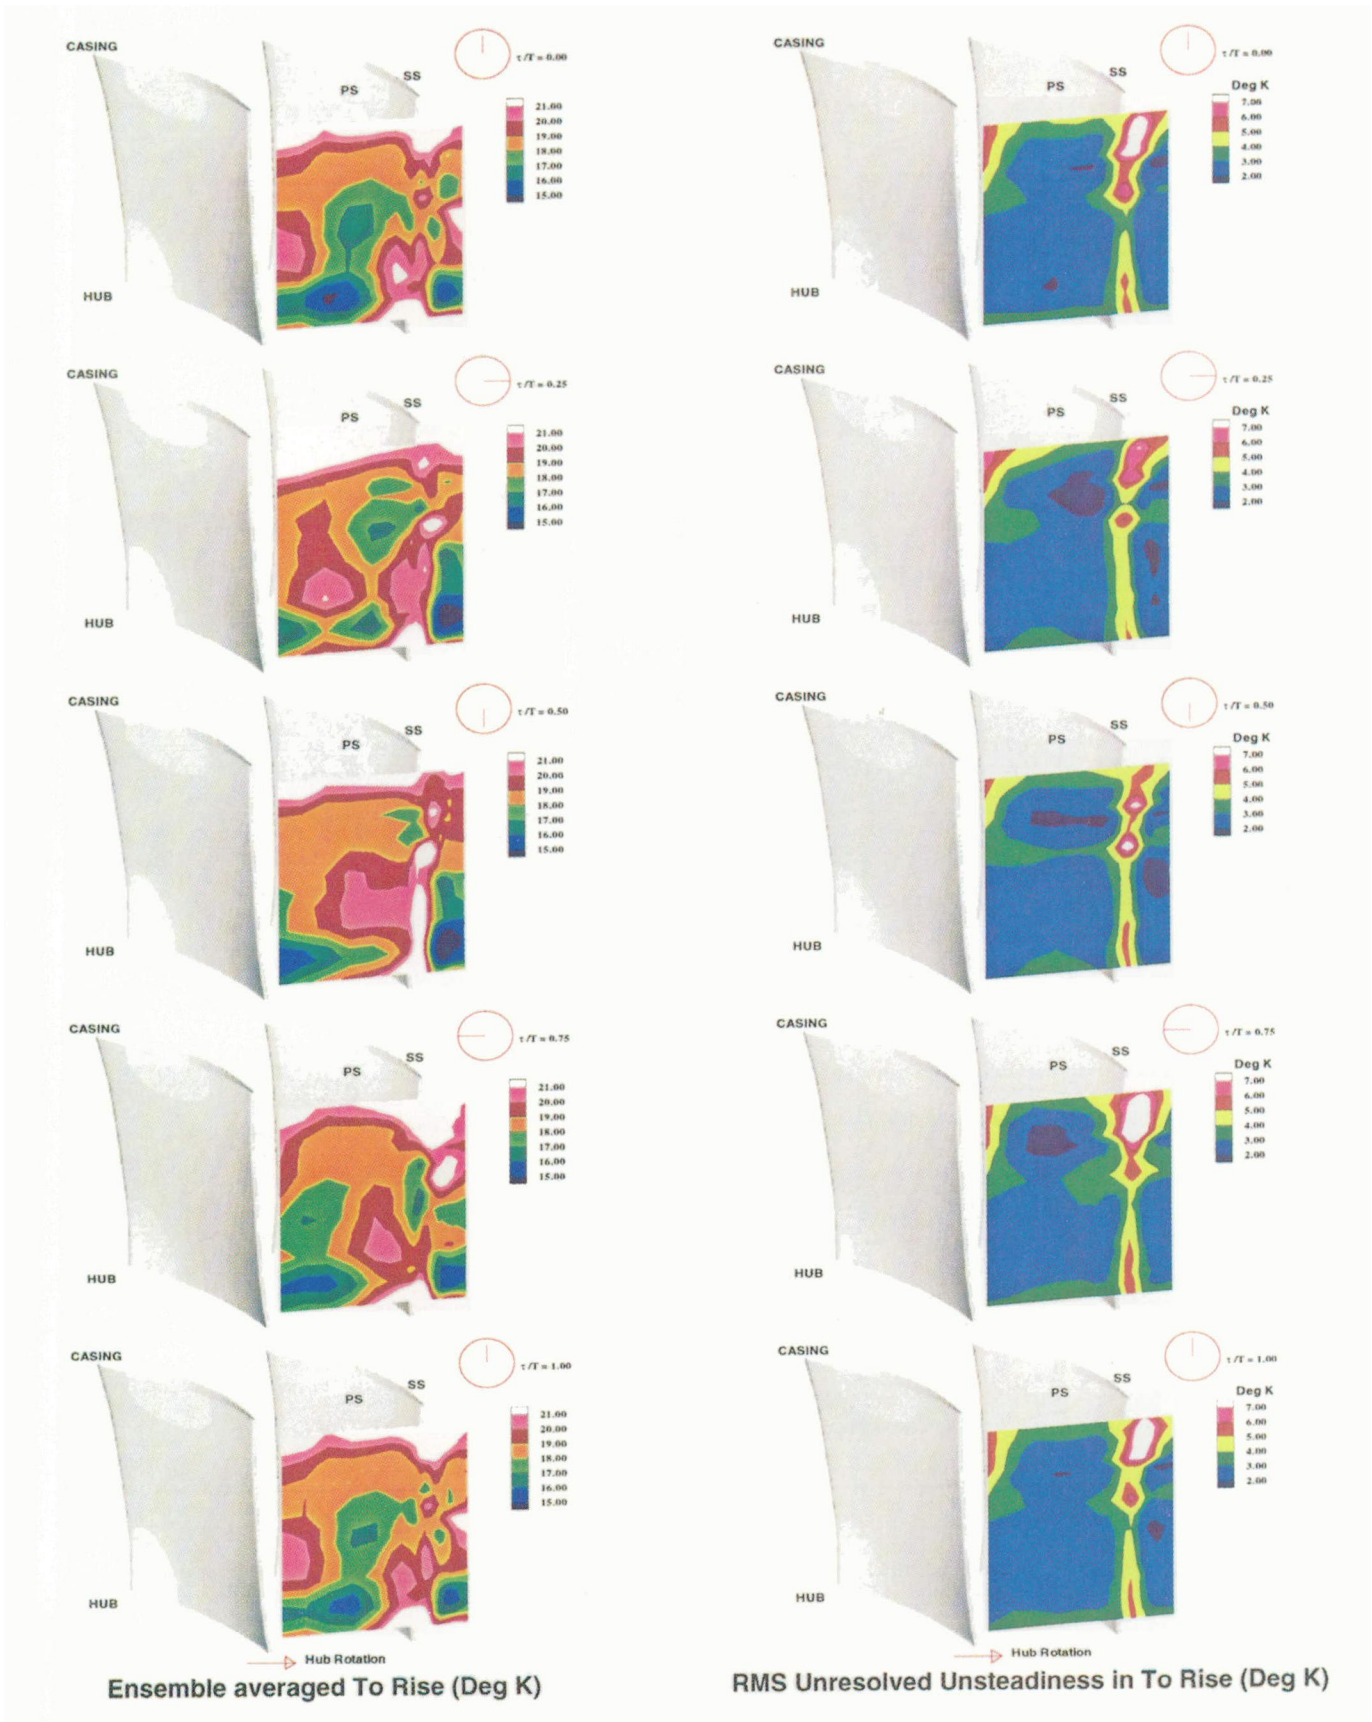 CASING
τ/T = 0.00
SS
PS
21.00
20.00
19.00
18.00
17.00
16.00
15.00
HUB
CASING
τ/T = 0.00
SS
PS
Deg K
7.00
6.00
5.00
4.00
3.00
2.00
HUB
CASING
τ/T = 0.25
SS
PS
21.00
20.00
19.00
18.00
17.00
16.00
15.00
HUB
CASING
τ/T = 0.25
SS
PS
Deg K
7.00
6.00
5.00
4.00
3.00
2.00
HUB
CASING
τ/T = 0.50
SS
PS
21.00
20.00
19.00
18.00
17.00
16.00
15.00
HUB
CASING
τ/T = 0.50
SS
PS
Deg K
7.00
6.00
5.00
4.00
3.00
2.00
HUB
CASING
τ/T = 0.75
SS
PS
21.00
20.00
19.00
18.00
17.00
16.00
15.00
HUB
CASING
τ/T = 0.75
SS
PS
Deg K
7.00
6.00
5.00
4.00
3.00
2.00
HUB
CASING
τ/T = 1.00
SS
PS
21.00
20.00
19.00
18.00
17.00
16.00
15.00
HUB
Hub Rotation
Ensemble averaged To Rise (Deg K)
CASING
τ/T = 1.00
SS
PS
Deg K
7.00
6.00
5.00
4.00
3.00
2.00
HUB
Hub Rotation
RMS Unresolved Unsteadiness in To Rise (Deg K)